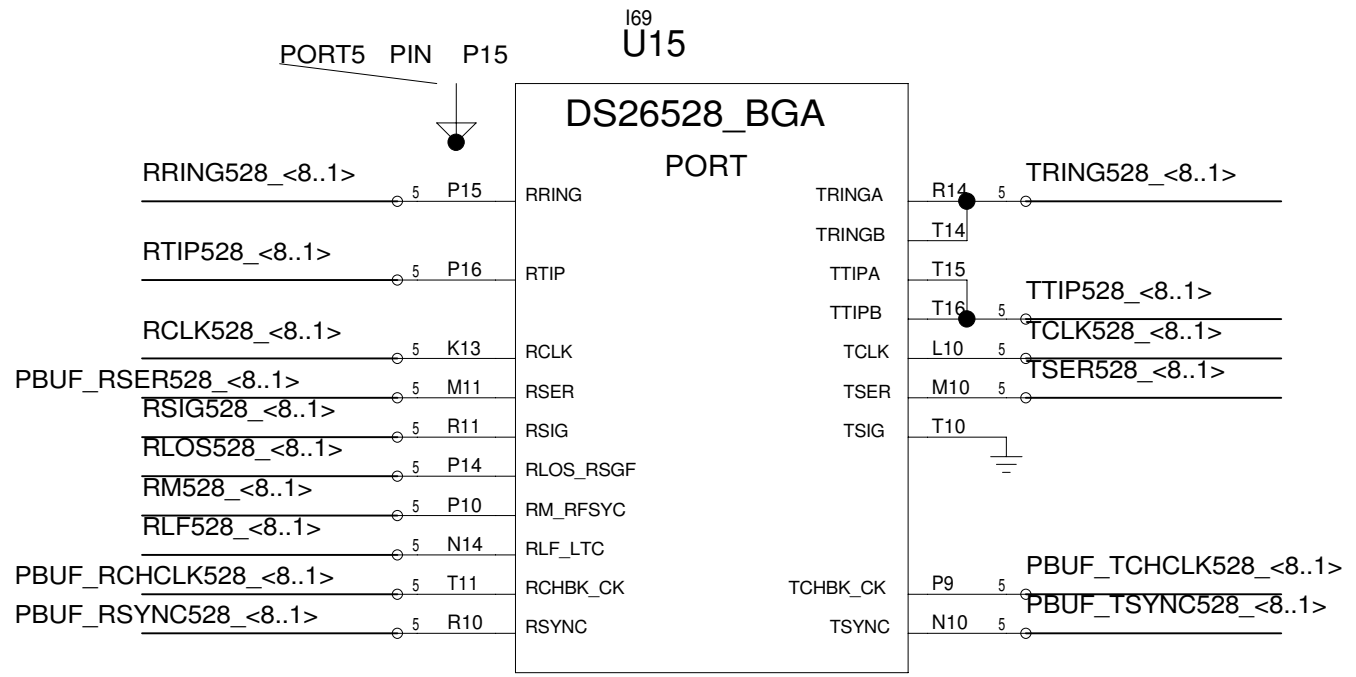 I69
U15
PORT5 PIN P15
DS26528_BGA
PORT
RRING528_<8..1> 5 P15 RRING TRINGA R14 5 TRING528_<8..1>
TRINGB T14
RTIP528_<8..1> 5 P16 RTIP TTIPA T15
TTIPB T16 5 TTIP528_<8..1>
RCLK528_<8..1> 5 K13 RCLK TCLK L10 5 TCLK528_<8..1>
PBUF_RSER528_<8..1> 5 M11 RSER TSER M10 5 TSER528_<8..1>
RSIG528_<8..1> 5 R11 RSIG TSIG T10
RLOS528_<8..1> 5 P14 RLOS_RSGF
RM528_<8..1> 5 P10 RM_RFSYC
RLF528_<8..1> 5 N14 RLF_LTC
PBUF_RCHCLK528_<8..1> 5 T11 RCHBK_CK TCHBK_CK P9 5 PBUF_TCHCLK528_<8..1>
PBUF_RSYNC528_<8..1> 5 R10 RSYNC TSYNC N10 5 PBUF_TSYNC528_<8..1>